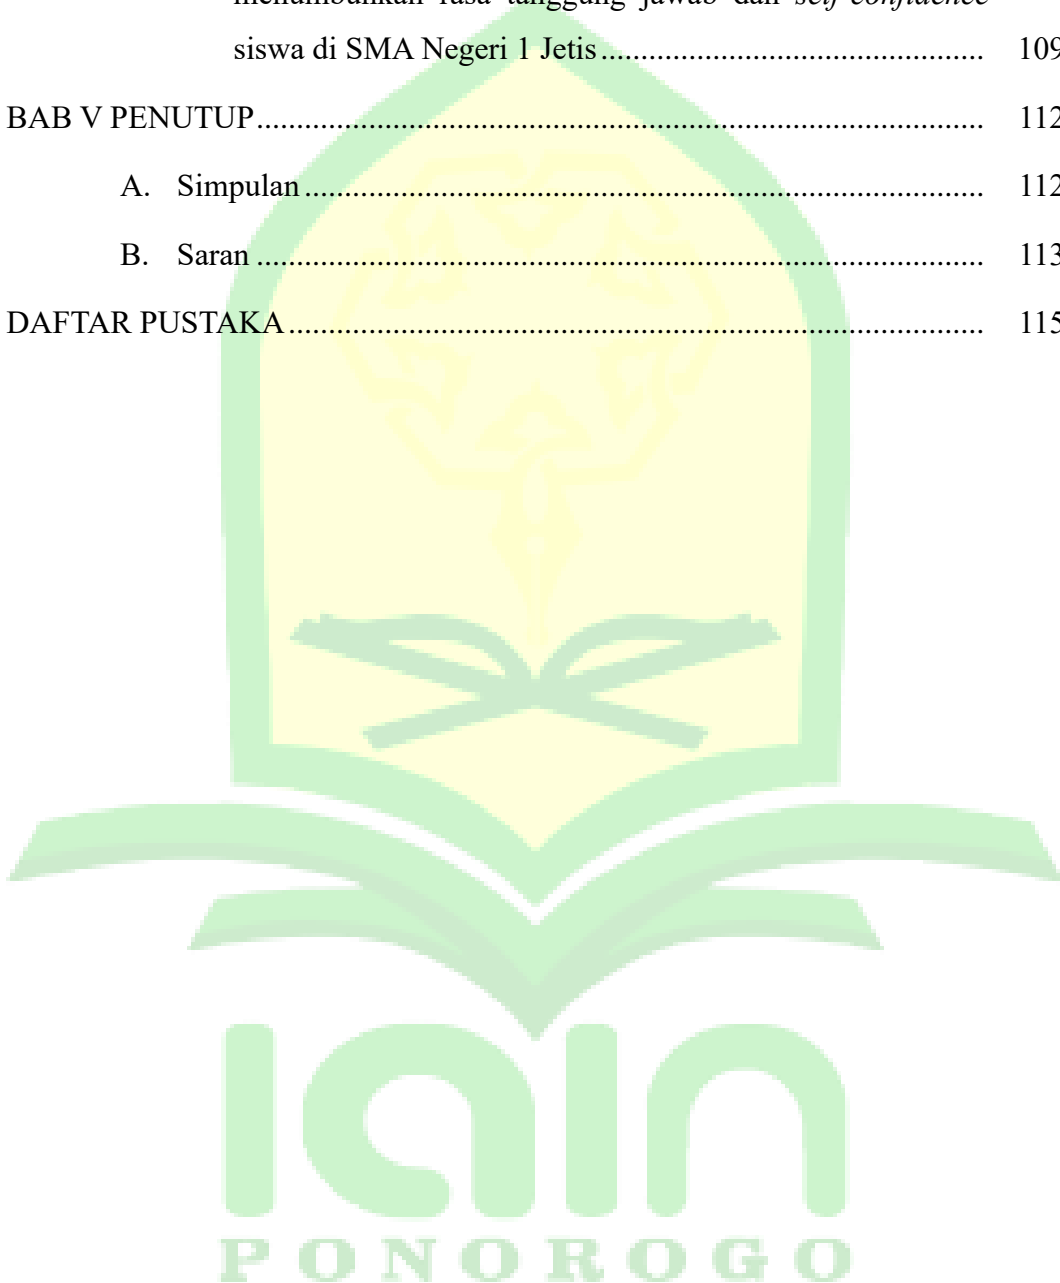 menumbuhkan rasa tanggung jawab dan self confidence
siswa di SMA Negeri 1 Jetis................................................ 109
BAB V PENUTUP........................................................................................... 112
A. Simpulan..................................................................................... 112
B. Saran ........................................................................................... 113
DAFTAR PUSTAKA....................................................................................... 115
iain
PONOROGO